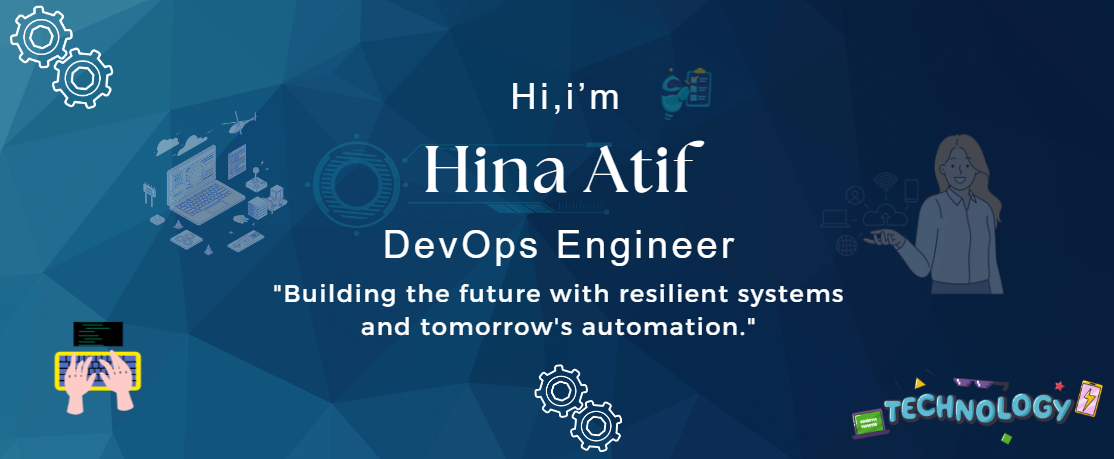 Hi,i’m
Hina Atif
DevOps Engineer
"Building the future with resilient systems
and tomorrow's automation."
TECHNOLOGY